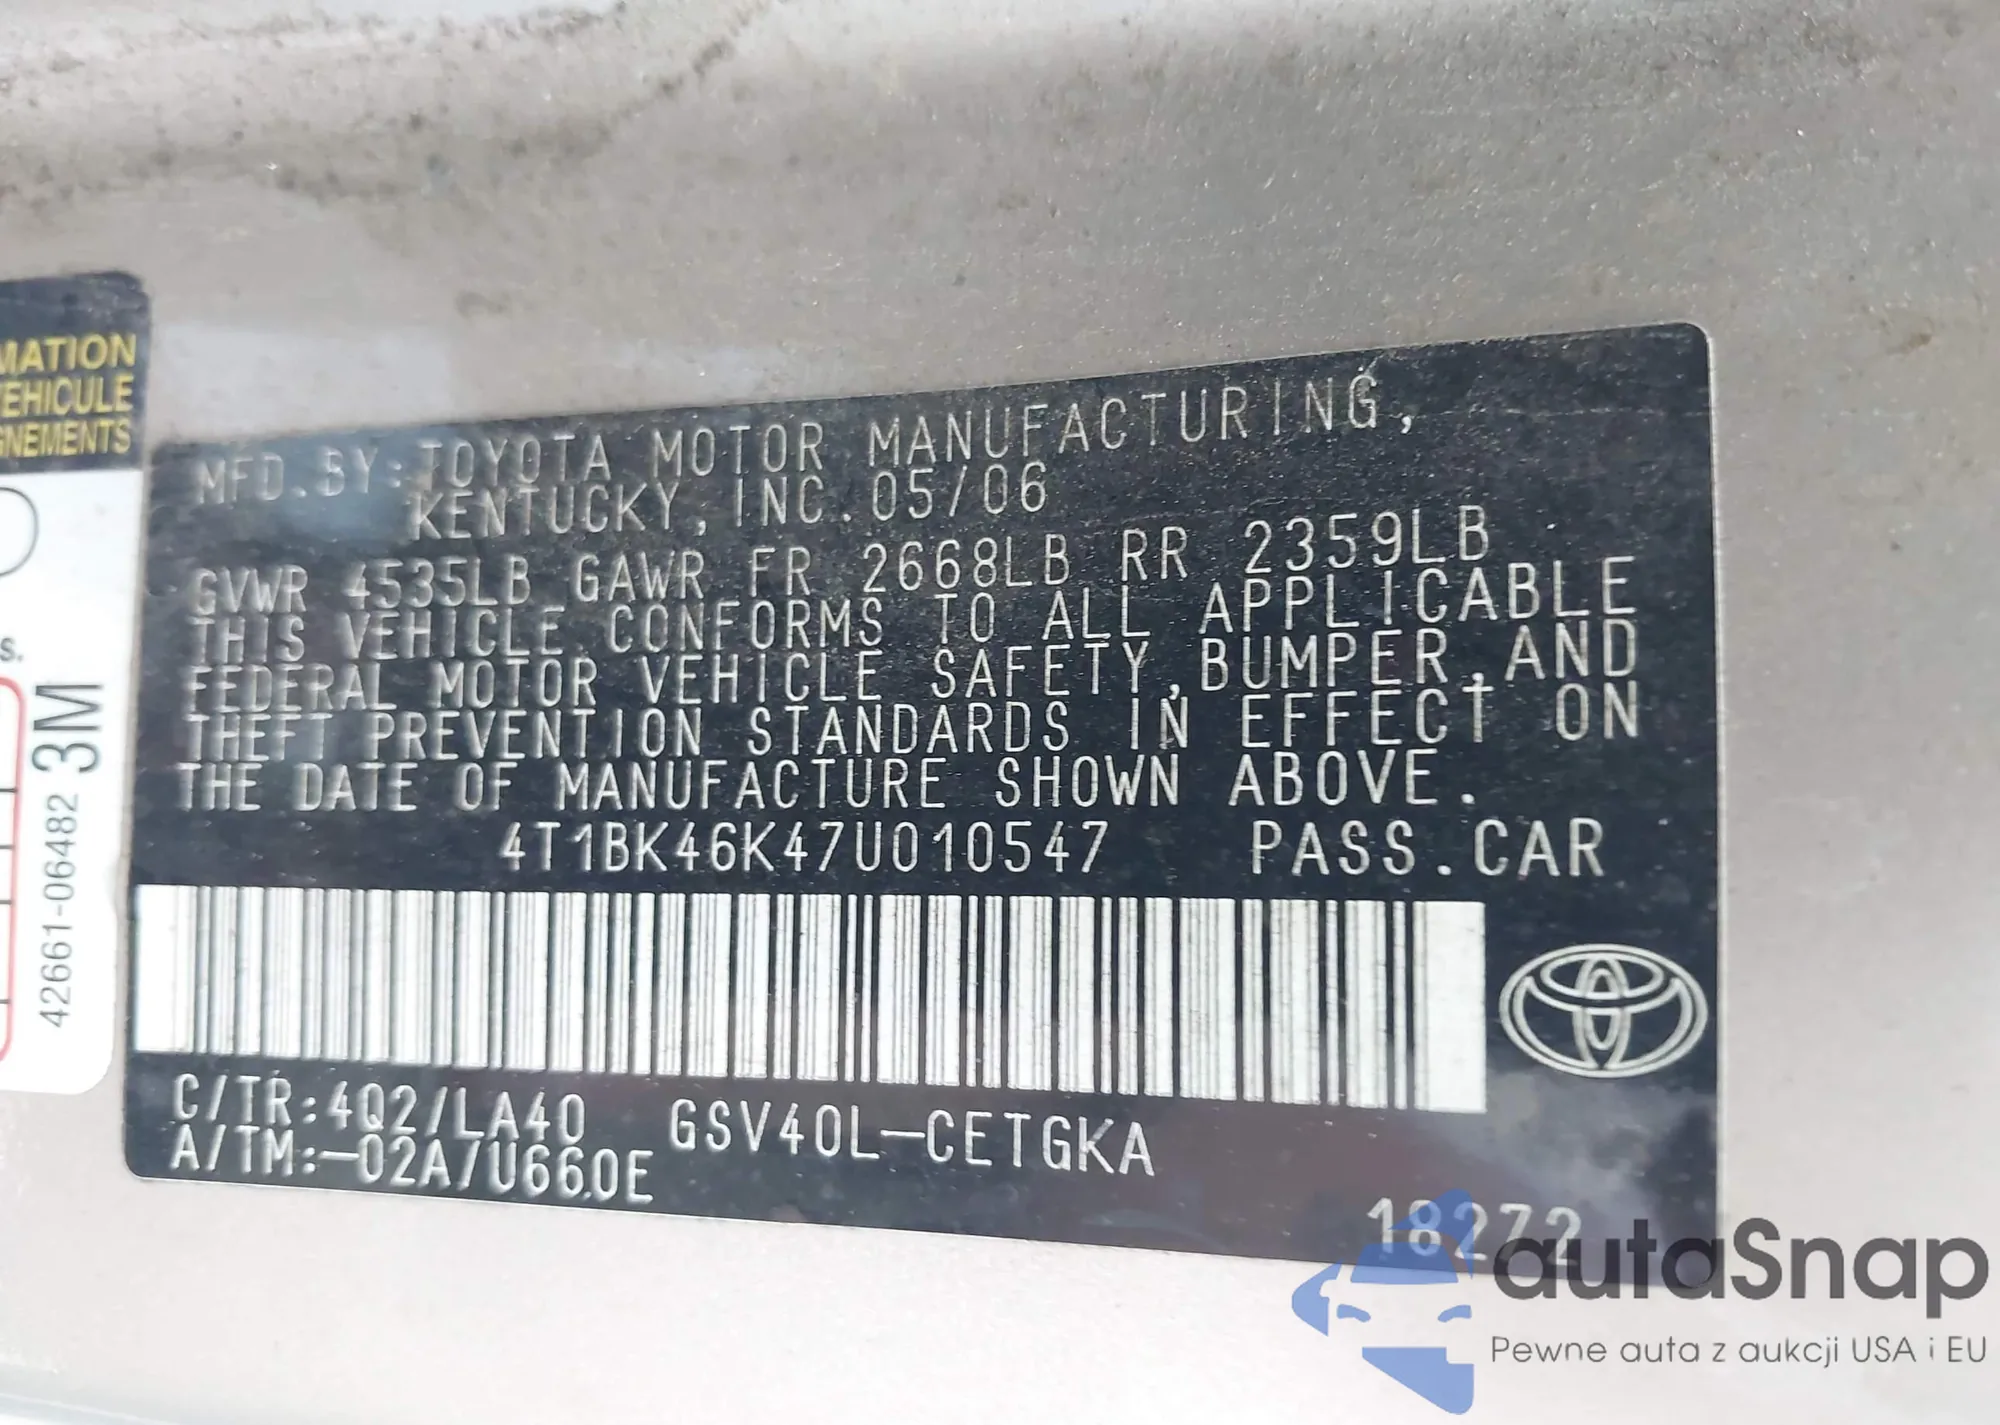 MATION
EHICULE
GNEMENTS
s.
42661-06482 3M
MFD.BY:TOYOTA MOTOR MANUFACTURING,
KENTUCKY, INC. 05/06
GVWR 4535LB GAWR FR 2668LB RR 2359LB
THIS VEHICLE CONFORMS TO ALL APPLICABLE
FEDERAL MOTOR VEHICLE SAFETY,BUMPER,AND
THEFT PREVENTION STANDARDS IN EFFECT ON
THE DATE OF MANUFACTURE SHOWN ABOVE.
4T1BK46K47U010547 PASS.CAR
C/TR:4Q2/LA40 GSV40L-CETGKA
A/TM:-02A/U660E
18272
autaSnap
Pewne auta z aukcji USA i EU